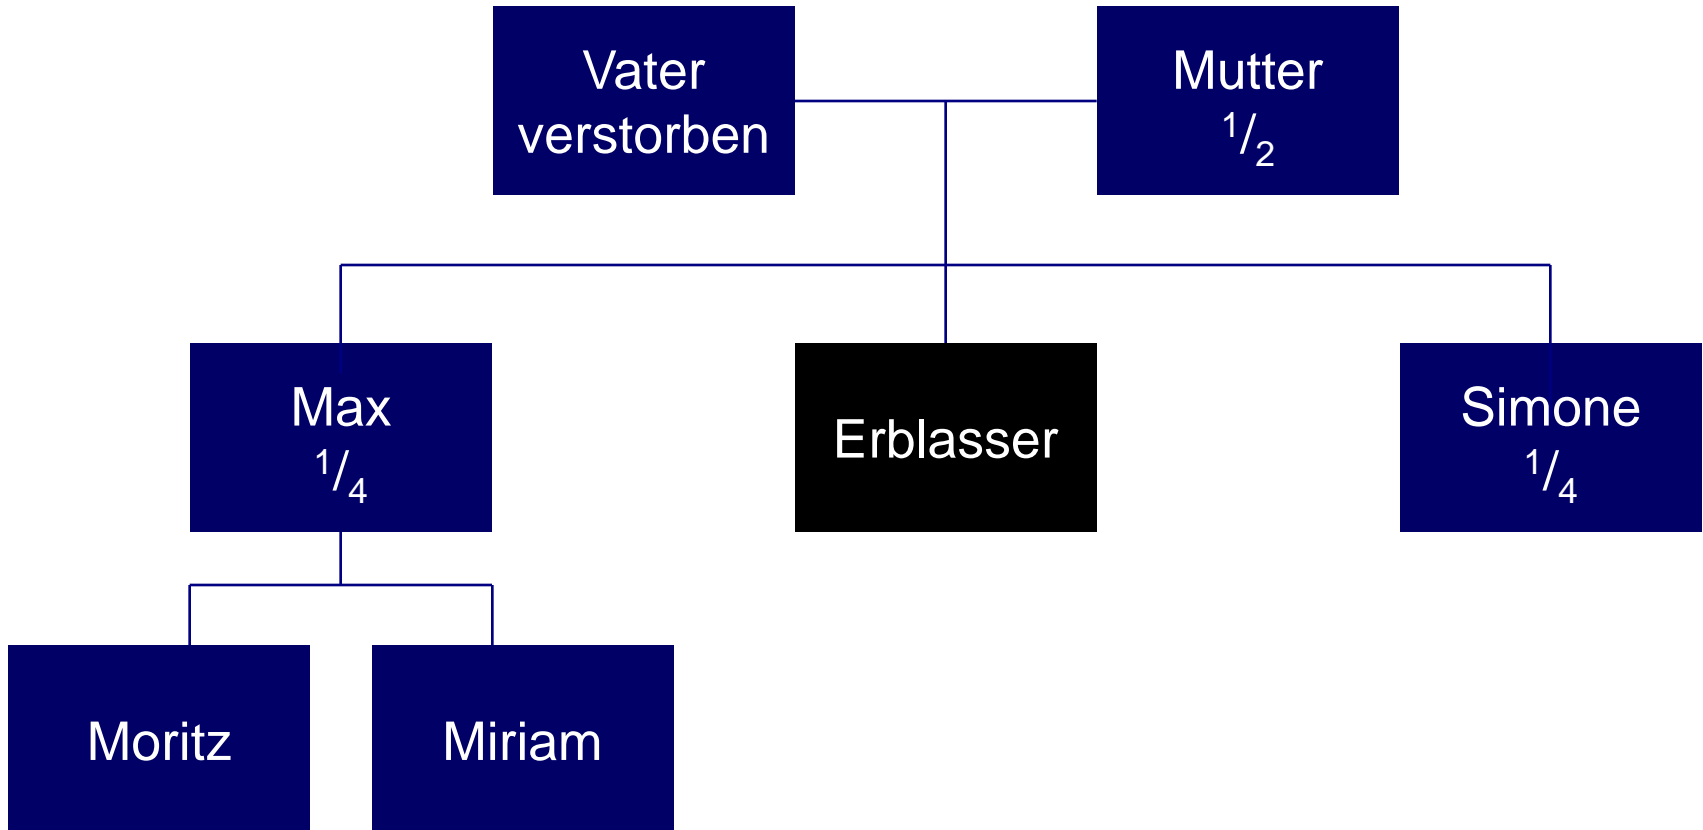 Vater
verstorben
Mutter
1/2
Max
1/4
Erblasser
Simone
1/4
Moritz
Miriam